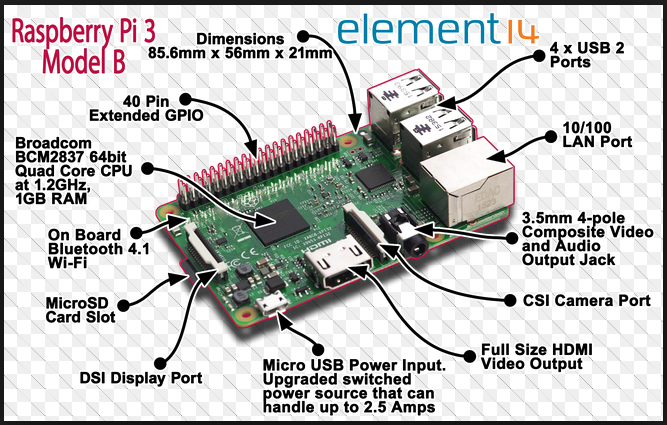 Raspberry Pi 3
Model B
element14
Dimensions
85.6mm x 56mm x 21mm
4 x USB 2
Ports
40 Pin
Extended GPIO
10/100
LAN Port
Broadcom
BCM2837 64bit
Quad Core CPU
at 1.2GHz,
1GB RAM
3.5mm 4-pole
Composite Video
and Audio
Output Jack
On Board
Bluetooth 4.1
Wi-Fi
HDMI
CSI Camera Port
MicroSD
Card Slot
DSI Display Port
Full Size HDMI
Video Output
Micro USB Power Input.
Upgraded switched
power source that can
handle up to 2.5 Amps